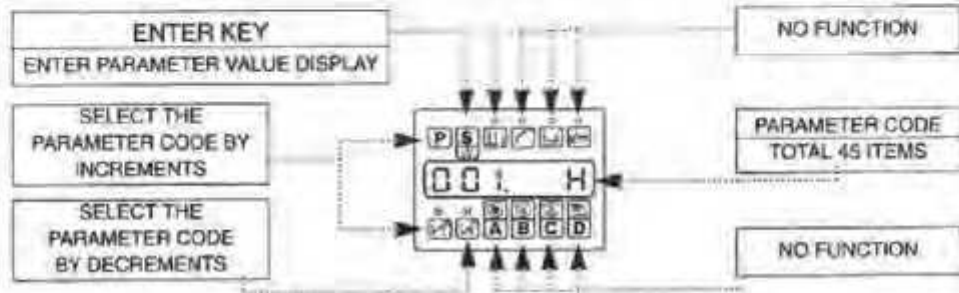 ENTER KEY
ENTER PARAMETER VALUE DISPLAY
SELECT THE
PARAMETER CODE BY
INCREMENTS
SELECT THE
PARAMETER CODE
BY DECREMENTS
P S
001. H
A B C D
NO FUNCTION
PARAMETER CODE
TOTAL 45 ITEMS
NO FUNCTION